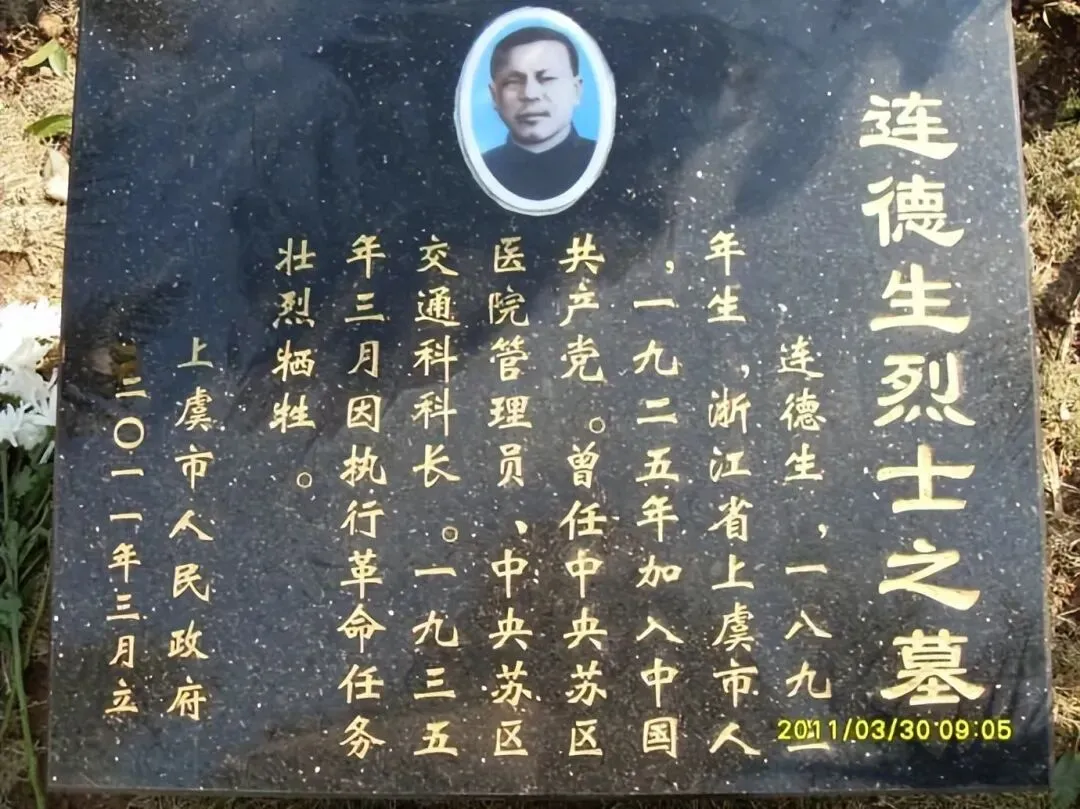 连德生烈士之墓
连德生，一八九二
年生，浙江省上虞市人
，一九二五年加入中国
共产党。曾任中央苏区
医院管理员、中央苏区
交通科科长。一九三五
年三月因执行革命任务
壮烈牺牲。
上虞市人民政府
二〇一一年三月立
2011/03/30 09:05